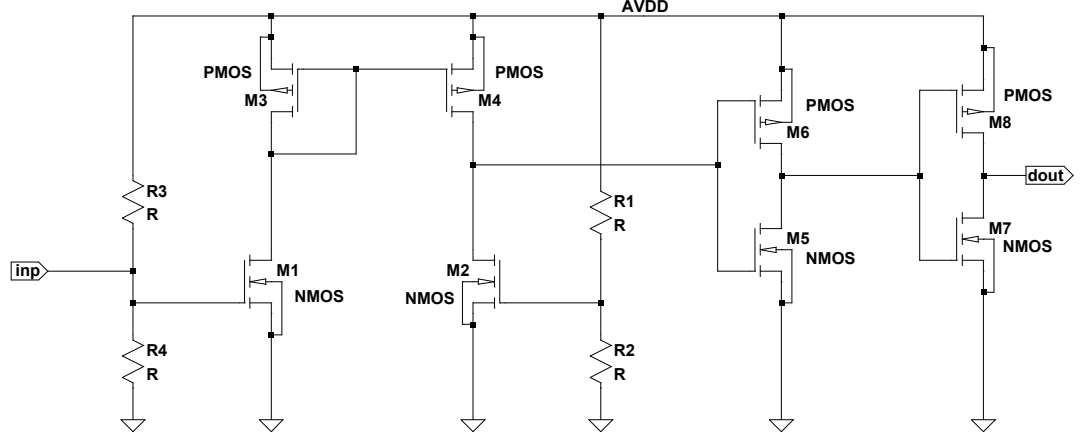 AVDD
PMOS
M3
PMOS
M4
M6
PMOS
M8
PMOS
R3
R
R1
R
dout
inp
M1
NMOS
M2
NMOS
M5
NMOS
M7
NMOS
R4
R
R2
R